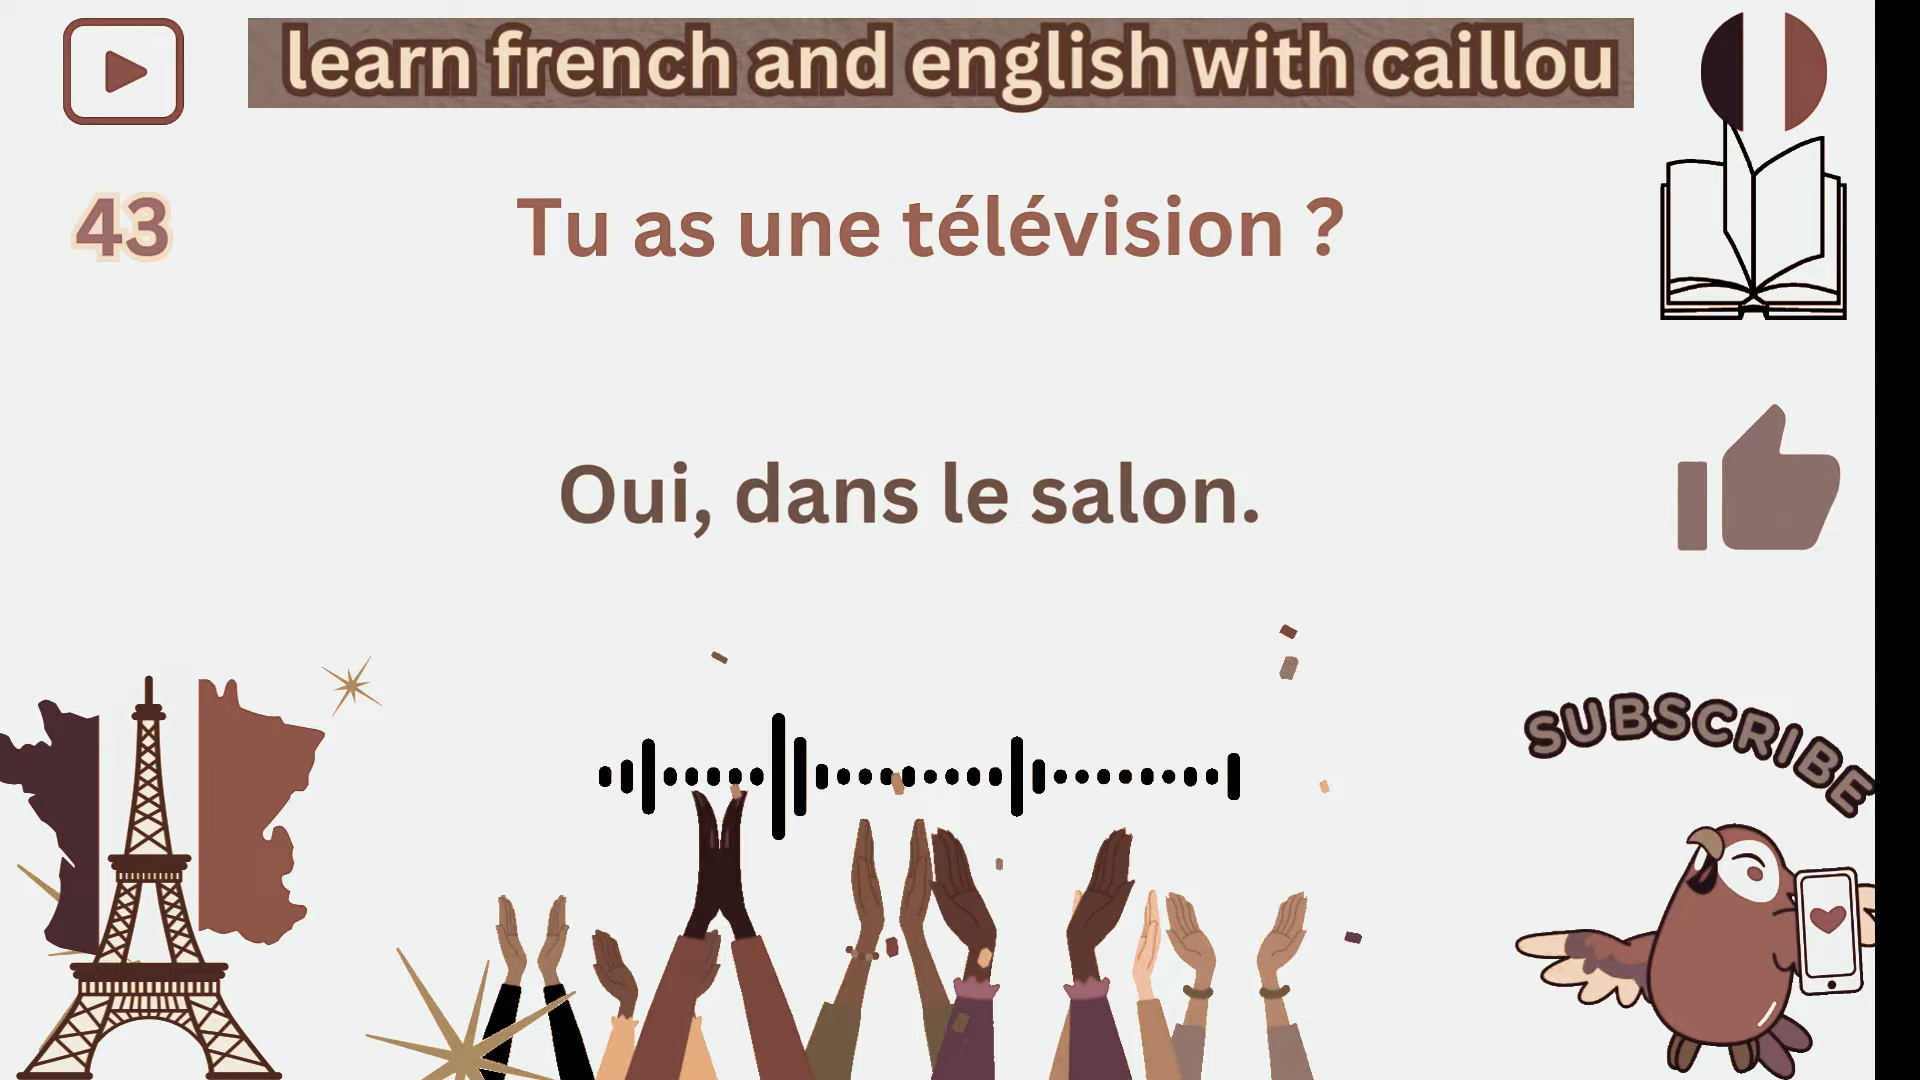 learn french and english with caillou
43
Tu as une télévision ?
Oui, dans le salon.
SUBSCRIBE